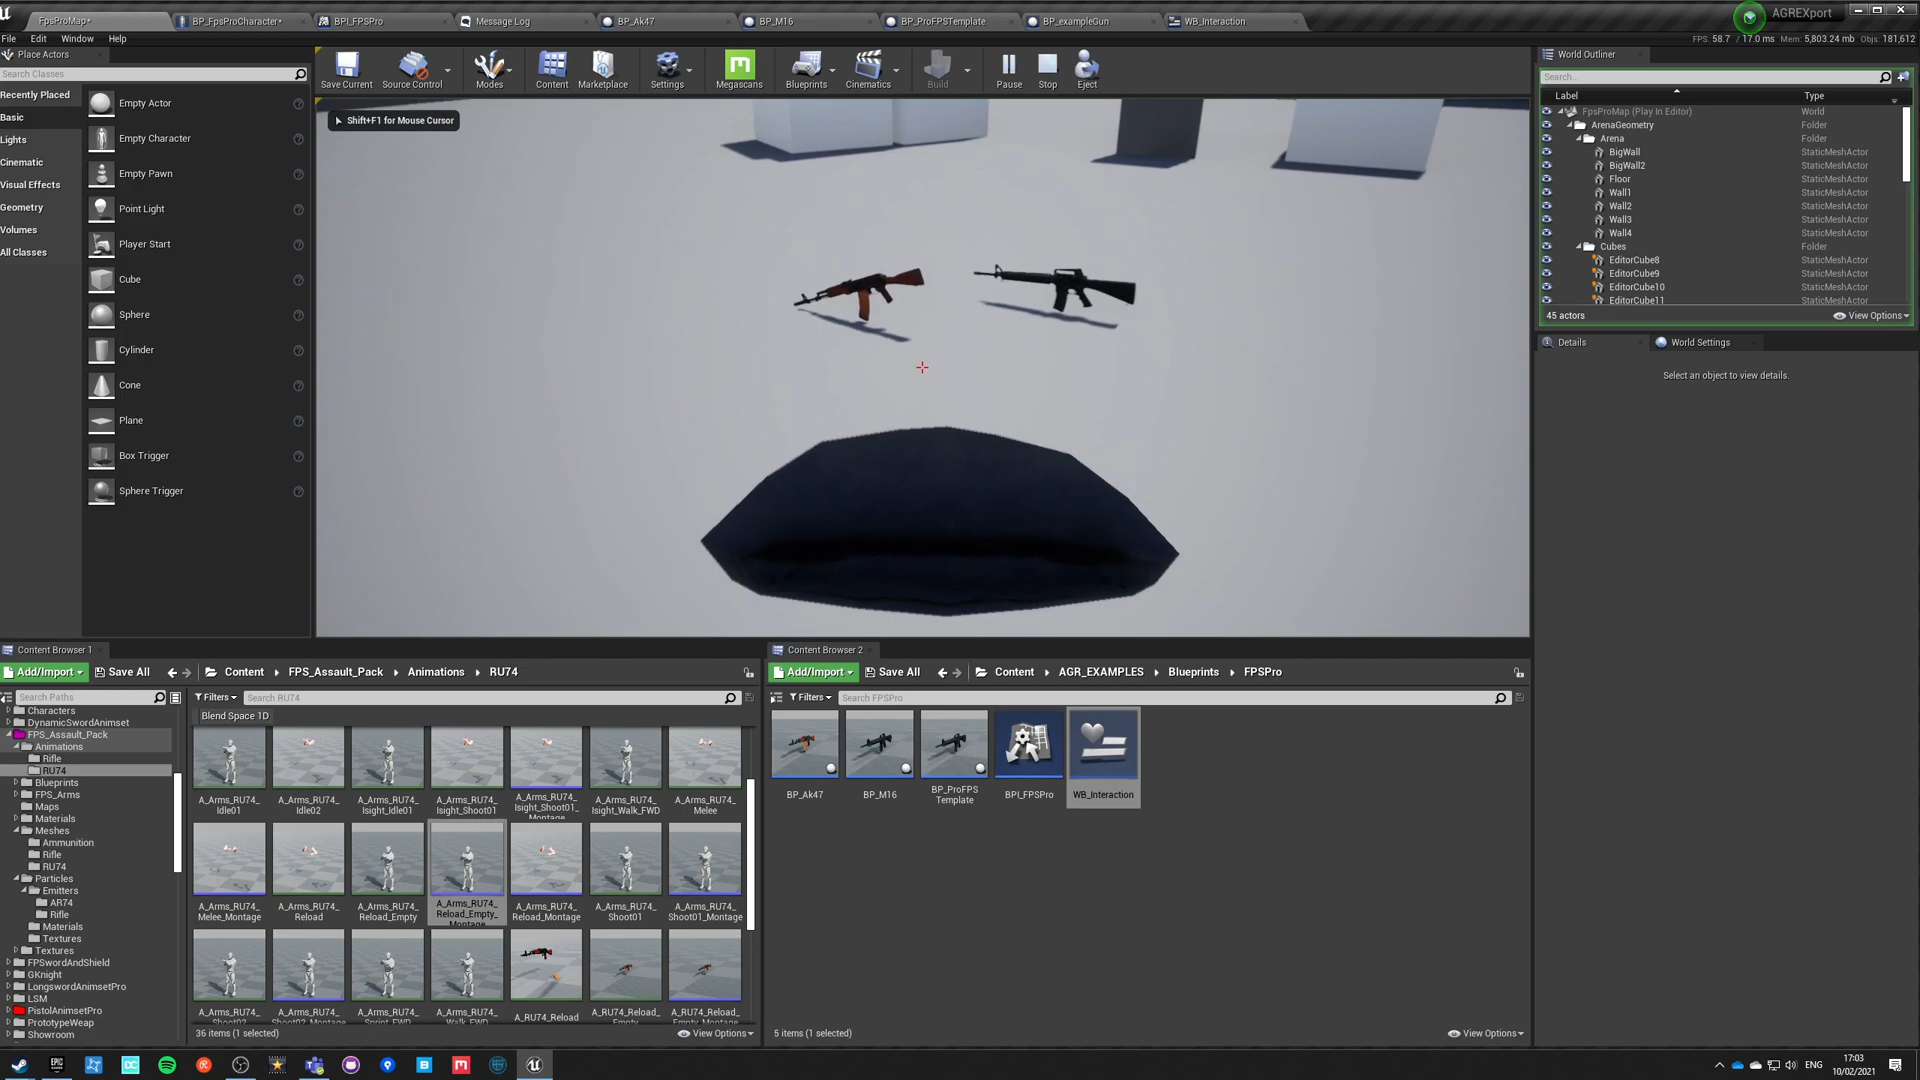 FpsProMap*
BP_FpsProCharacter*
BPI_FPSPro
Message Log
BP_Ak47
BP_M16
BP_ProFPSTemplate
BP_exampleGun
WB_Interaction
AGREXport
File Edit Window Help
FPS: 58.7 / 17.0 ms Mem: 5,803.24 mb Objs: 181,612
Place Actors
Search Classes
Recently Placed
Basic
Lights
Cinematic
Visual Effects
Geometry
Volumes
All Classes
Empty Actor
Empty Character
Empty Pawn
Point Light
Player Start
Cube
Sphere
Cylinder
Cone
Plane
Box Trigger
Sphere Trigger
Save Current
Source Control
Modes
Content
Marketplace
Settings
Megascans
Blueprints
Cinematics
Build
Pause
Stop
Eject
Shift+F1 for Mouse Cursor
World Outliner
Search...
Label Type
FpsProMap (Play In Editor) World
ArenaGeometry Folder
Arena Folder
BigWall StaticMeshActor
BigWall2 StaticMeshActor
Floor StaticMeshActor
Wall1 StaticMeshActor
Wall2 StaticMeshActor
Wall3 StaticMeshActor
Wall4 StaticMeshActor
Cubes Folder
EditorCube8 StaticMeshActor
EditorCube9 StaticMeshActor
EditorCube10 StaticMeshActor
EditorCube11 StaticMeshActor
45 actors View Options
Details
World Settings
Select an object to view details.
Content Browser 1
Add/Import Save All Content FPS_Assault_Pack Animations RU74
Search Paths
Filters Search RU74
Blend Space 1D
Characters
DynamicSwordAnimset
FPS_Assault_Pack
Animations
Rifle
RU74
Blueprints
FPS_Arms
Maps
Materials
Meshes
Ammunition
Rifle
RU74
Particles
Emitters
AR74
Rifle
Materials
Textures
Textures
FPSwordAndShield
GKnight
LongswordAnimsetPro
LSM
PistolAnimsetPro
PrototypeWeap
Showroom
A_Arms_RU74_
Idle01
A_Arms_RU74_
Idle02
A_Arms_RU74_
Isight_Idle01
A_Arms_RU74_
Isight_Shoot01
A_Arms_RU74_
Isight_Shoot01_
Montage
A_Arms_RU74_
Isight_Walk_FWD
A_Arms_RU74_
Melee
A_Arms_RU74_
Melee_Montage
A_Arms_RU74_
Reload
A_Arms_RU74_
Reload_Empty
A_Arms_RU74_
Reload_Empty_
Montage
A_Arms_RU74_
Reload_Montage
A_Arms_RU74_
Shoot01
A_Arms_RU74_
Shoot01_Montage
A_Arms_RU74_
Shoot02
A_Arms_RU74_
Shoot02_Montage
A_Arms_RU74_
Sprint_FWD
A_Arms_RU74_
Walk_FWD
A_RU74_Reload
A_RU74_Reload_
Empty
A_RU74_Reload_
Empty_Montage
36 items (1 selected) View Options
Content Browser 2
Add/Import Save All Content AGR_EXAMPLES Blueprints FPSPro
Filters Search FPSPro
BP_Ak47
BP_M16
BP_ProFPS
Template
BPI_FPSPro
WB_Interaction
5 items (1 selected) View Options
ENG
17:03
10/02/2021